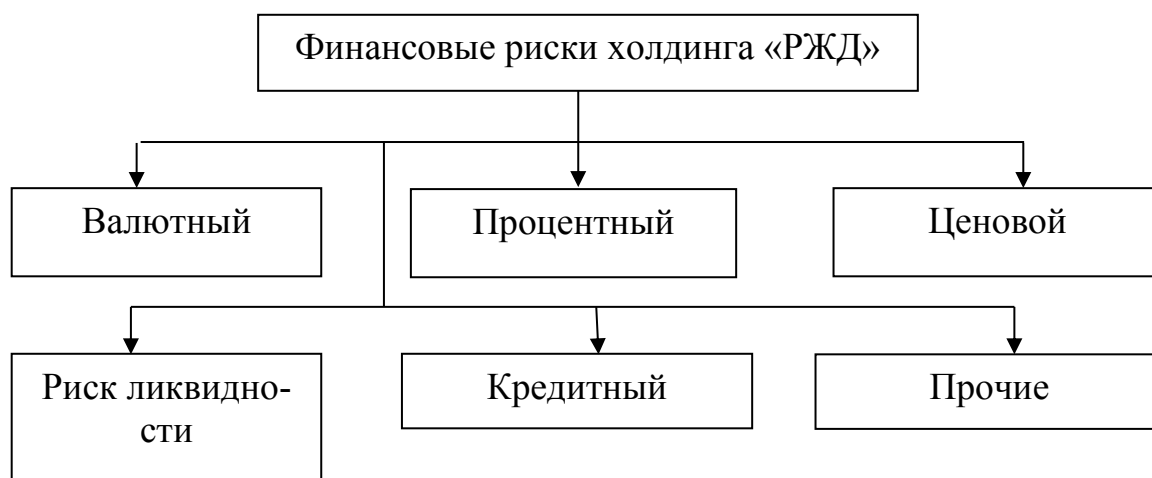 Финансовые риски холдинга «РЖД»
Валютный
Процентный
Ценовой
Риск ликвидно-
сти
Кредитный
Прочие